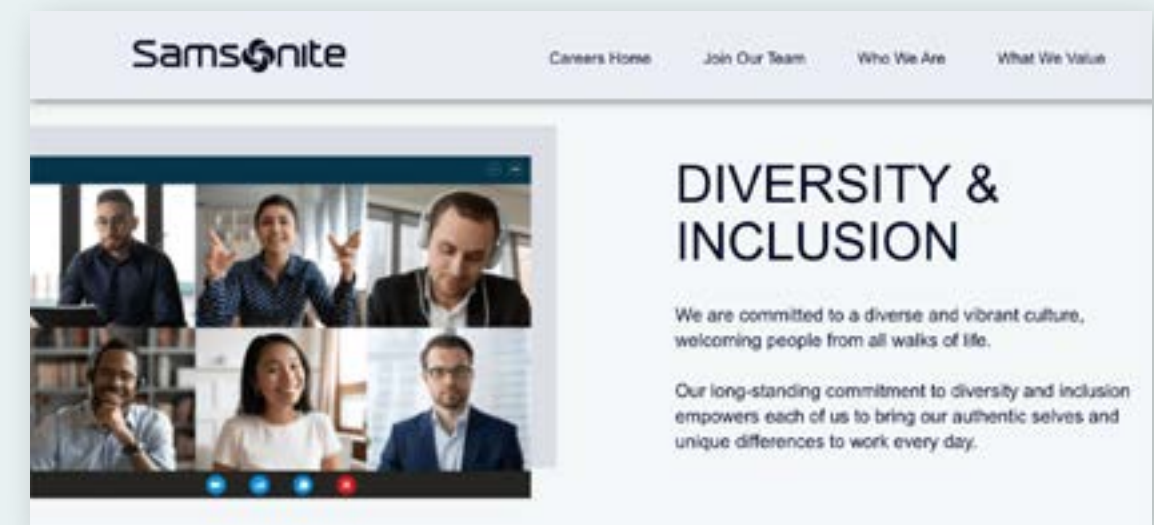 Samsonite
Careers Home
Join Our Team
Who We Are
What We Value
DIVERSITY &
INCLUSION
We are committed to a diverse and vibrant culture,
welcoming people from all walks of life.
Our long-standing commitment to diversity and inclusion
empowers each of us to bring our authentic selves and
unique differences to work every day.